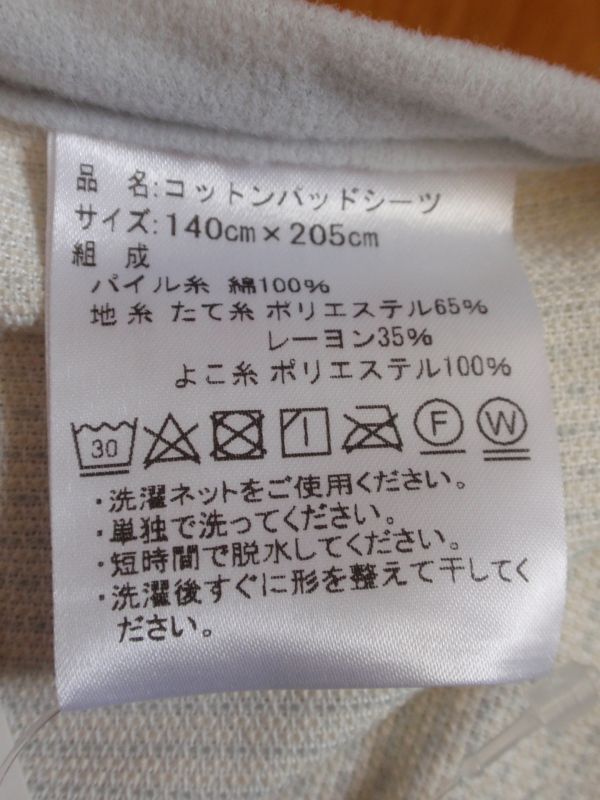 品 名:コットンパッドシーツ
サイズ:140cm×205cm
組 成
パイル糸 綿100%
地 糸 たて糸 ポリエステル65%
レーヨン35%
よこ糸 ポリエステル100%
30 F W
・洗濯ネットをご使用ください。
・単独で洗ってください。
・短時間で脱水してください。
・洗濯後すぐに形を整えて干してく
ださい。